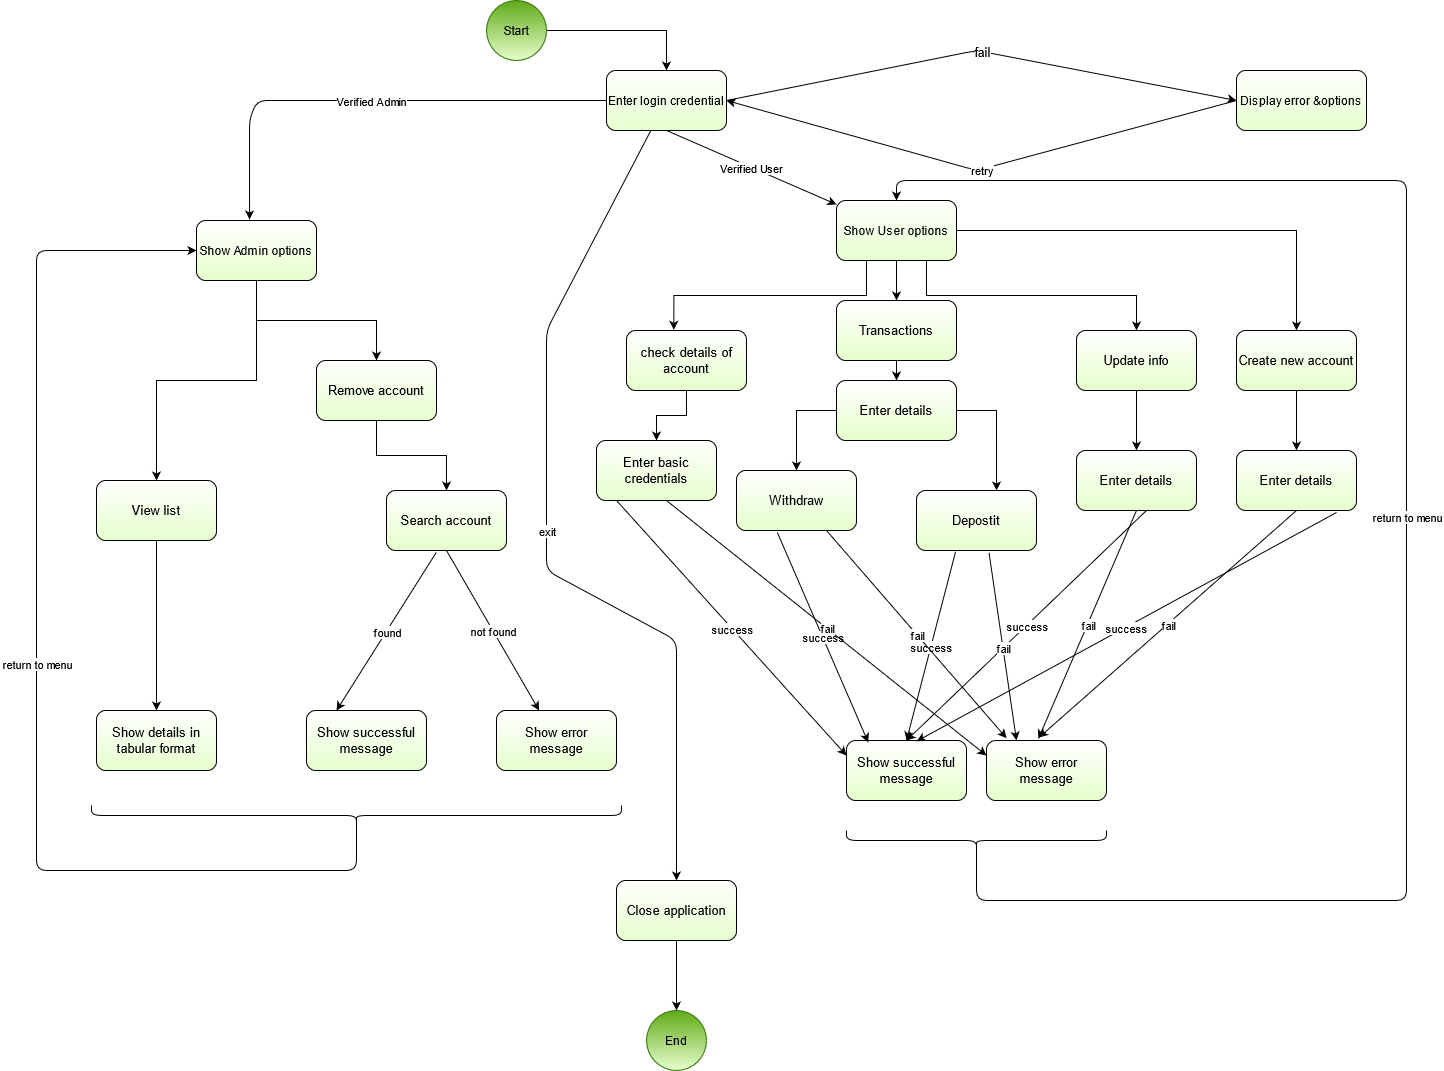 Start
fail
Enter login credential
Display error &options
Verified Admin
Verified User
retry
Show User options
Show Admin options
Transactions
check details of
account
Update info
Create new account
Remove account
Enter details
Enter basic
credentials
Enter details
Enter details
Withdraw
View list
Search account
Depostit
return to menu
exit
found
not found
success
fail
success
fail
success
success
fail
fail
success
fail
return to menu
Show details in
tabular format
Show successful
message
Show error
message
Show successful
message
Show error
message
Close application
End